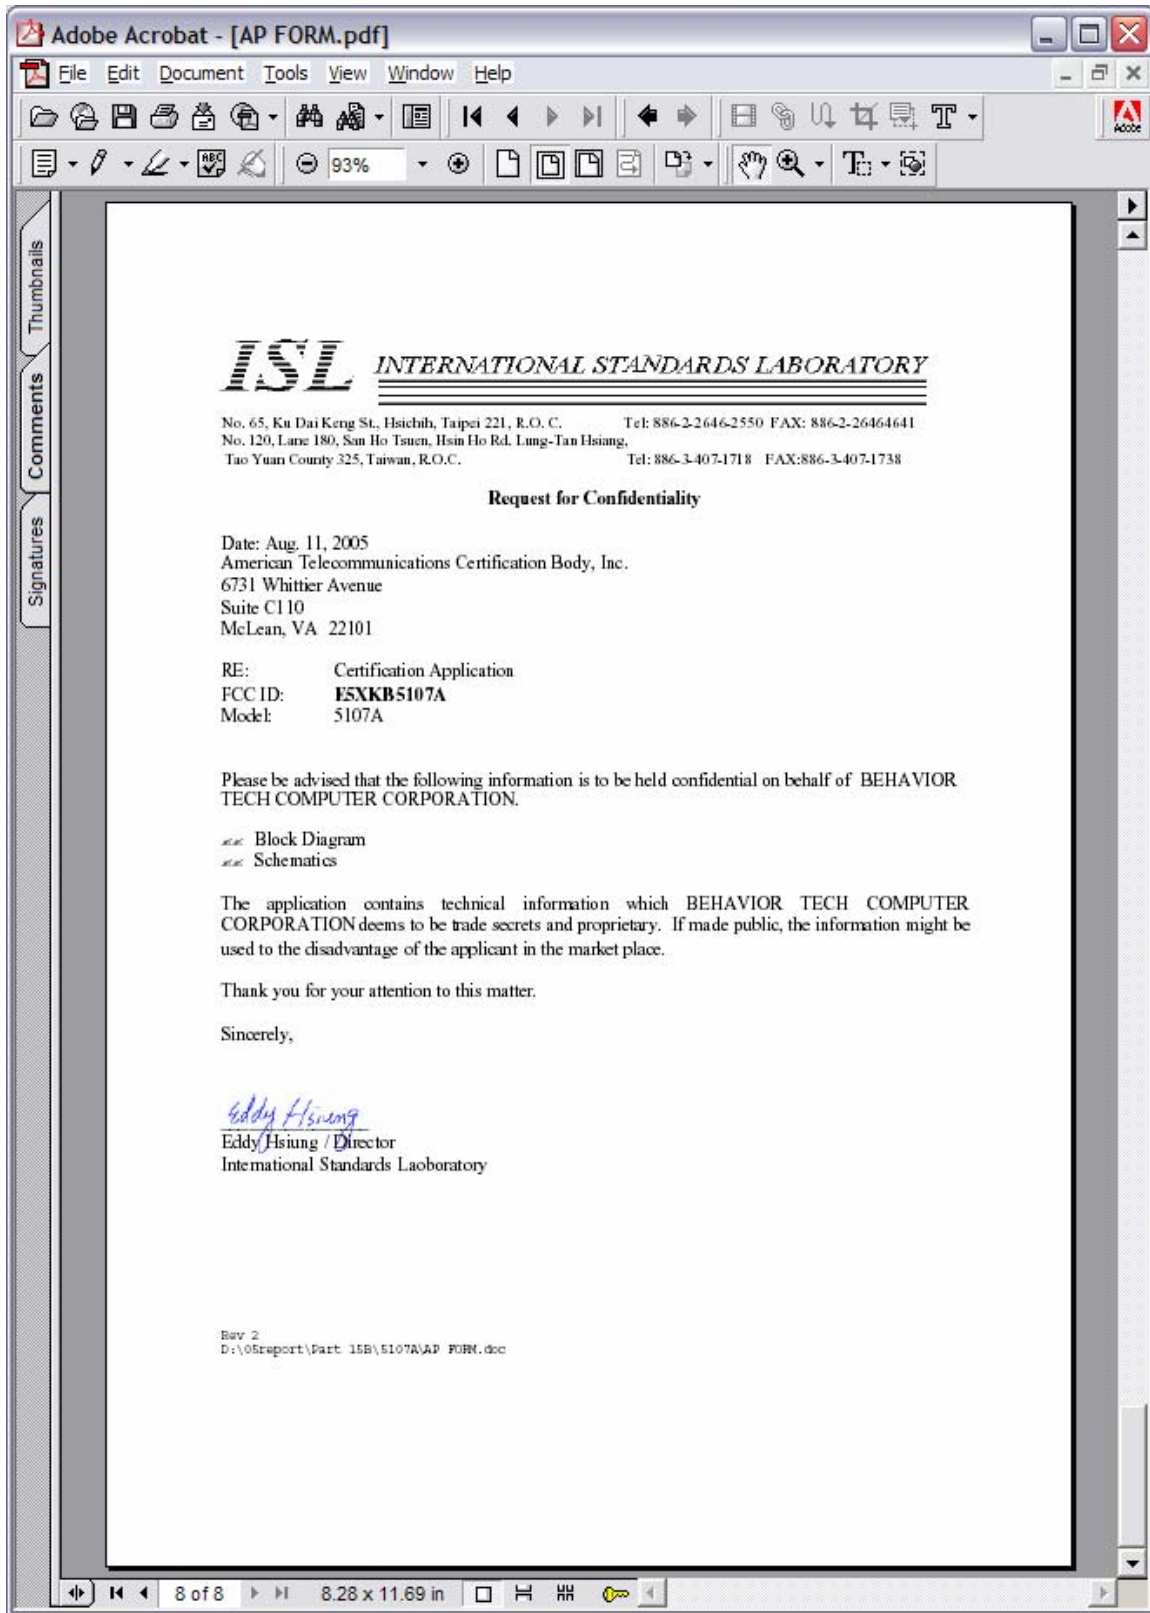 Adobe Acrobat - [AP FORM.pdf]
File Edit Document Tools View Window Help
Adobe
93%
Thumbnails
Comments
Signatures
ISL INTERNATIONAL STANDARDS LABORATORY
No. 65, Ku Dai Keng St., Hsichih, Taipei 221, R.O. C. Tel: 886-2-2646-2550 FAX: 886-2-26464641
No. 120, Lane 180, San Ho Tsuen, Hsin Ho Rd. Lung-Tan Hsiang,
Tao Yuan County 325, Taiwan, R.O.C. Tel: 886-3-407-1718 FAX:886-3-407-1738
Request for Confidentiality
Date: Aug. 11, 2005
American Telecommunications Certification Body, Inc.
6731 Whittier Avenue
Suite C110
McLean, VA 22101
RE: Certification Application
FCC ID: E5XKB5107A
Model: 5107A
Please be advised that the following information is to be held confidential on behalf of BEHAVIOR
TECH COMPUTER CORPORATION.
Block Diagram
Schematics
The application contains technical information which BEHAVIOR TECH COMPUTER
CORPORATION deems to be trade secrets and proprietary. If made public, the information might be
used to the disadvantage of the applicant in the market place.
Thank you for your attention to this matter.
Sincerely,
Eddy Hsiung
Eddy Hsiung / Director
International Standards Laoboratory
Rev 2
D:\05report\Part 15B\5107A\AP FORM.doc
8 of 8 8.28 x 11.69 in